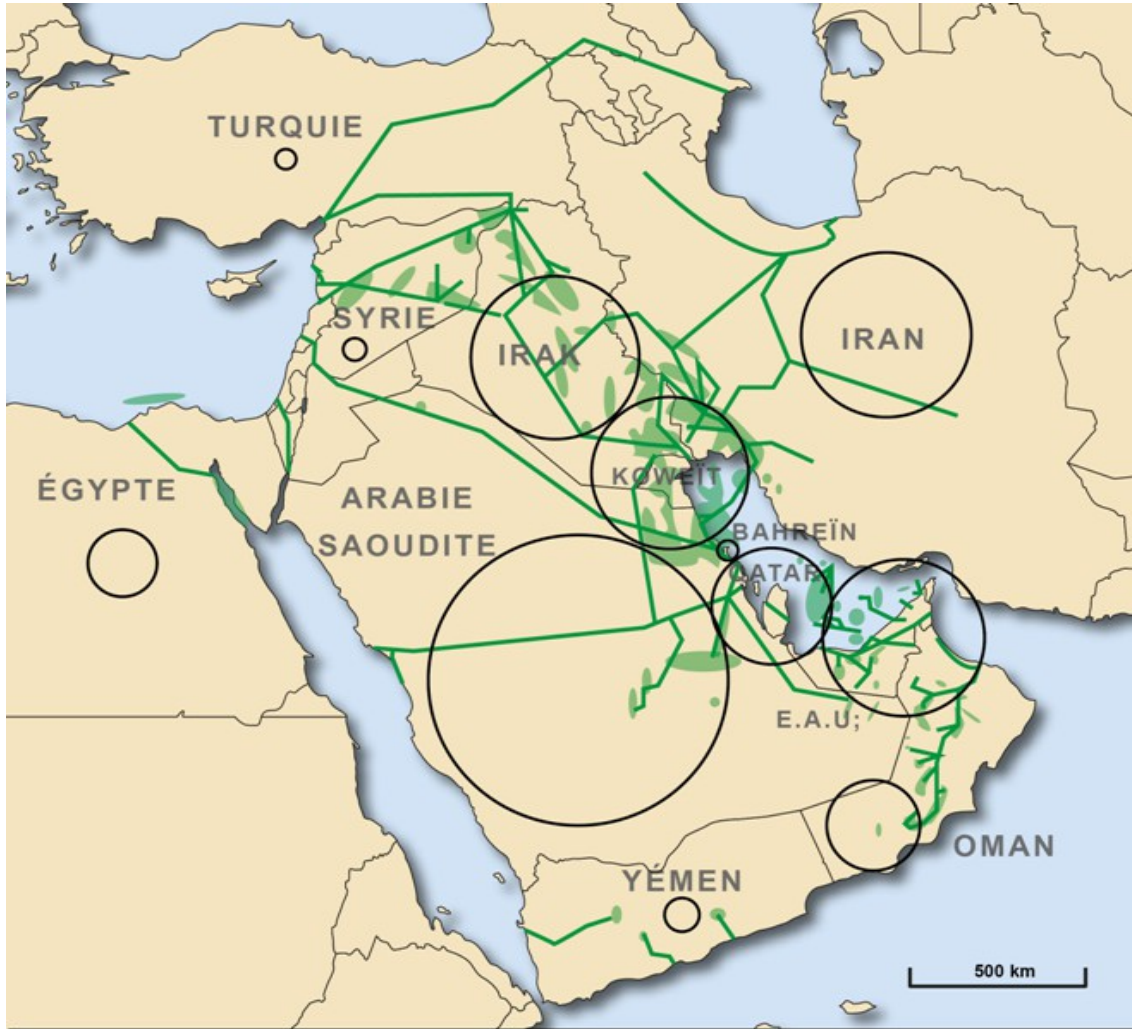 TURQUIE
SYRIE
IRAK
IRAN
KOWEÏT
ÉGYPTE
ARABIE
SAOUDITE
BAHREÏN
QATAR
E.A.U;
OMAN
YÉMEN
500 km